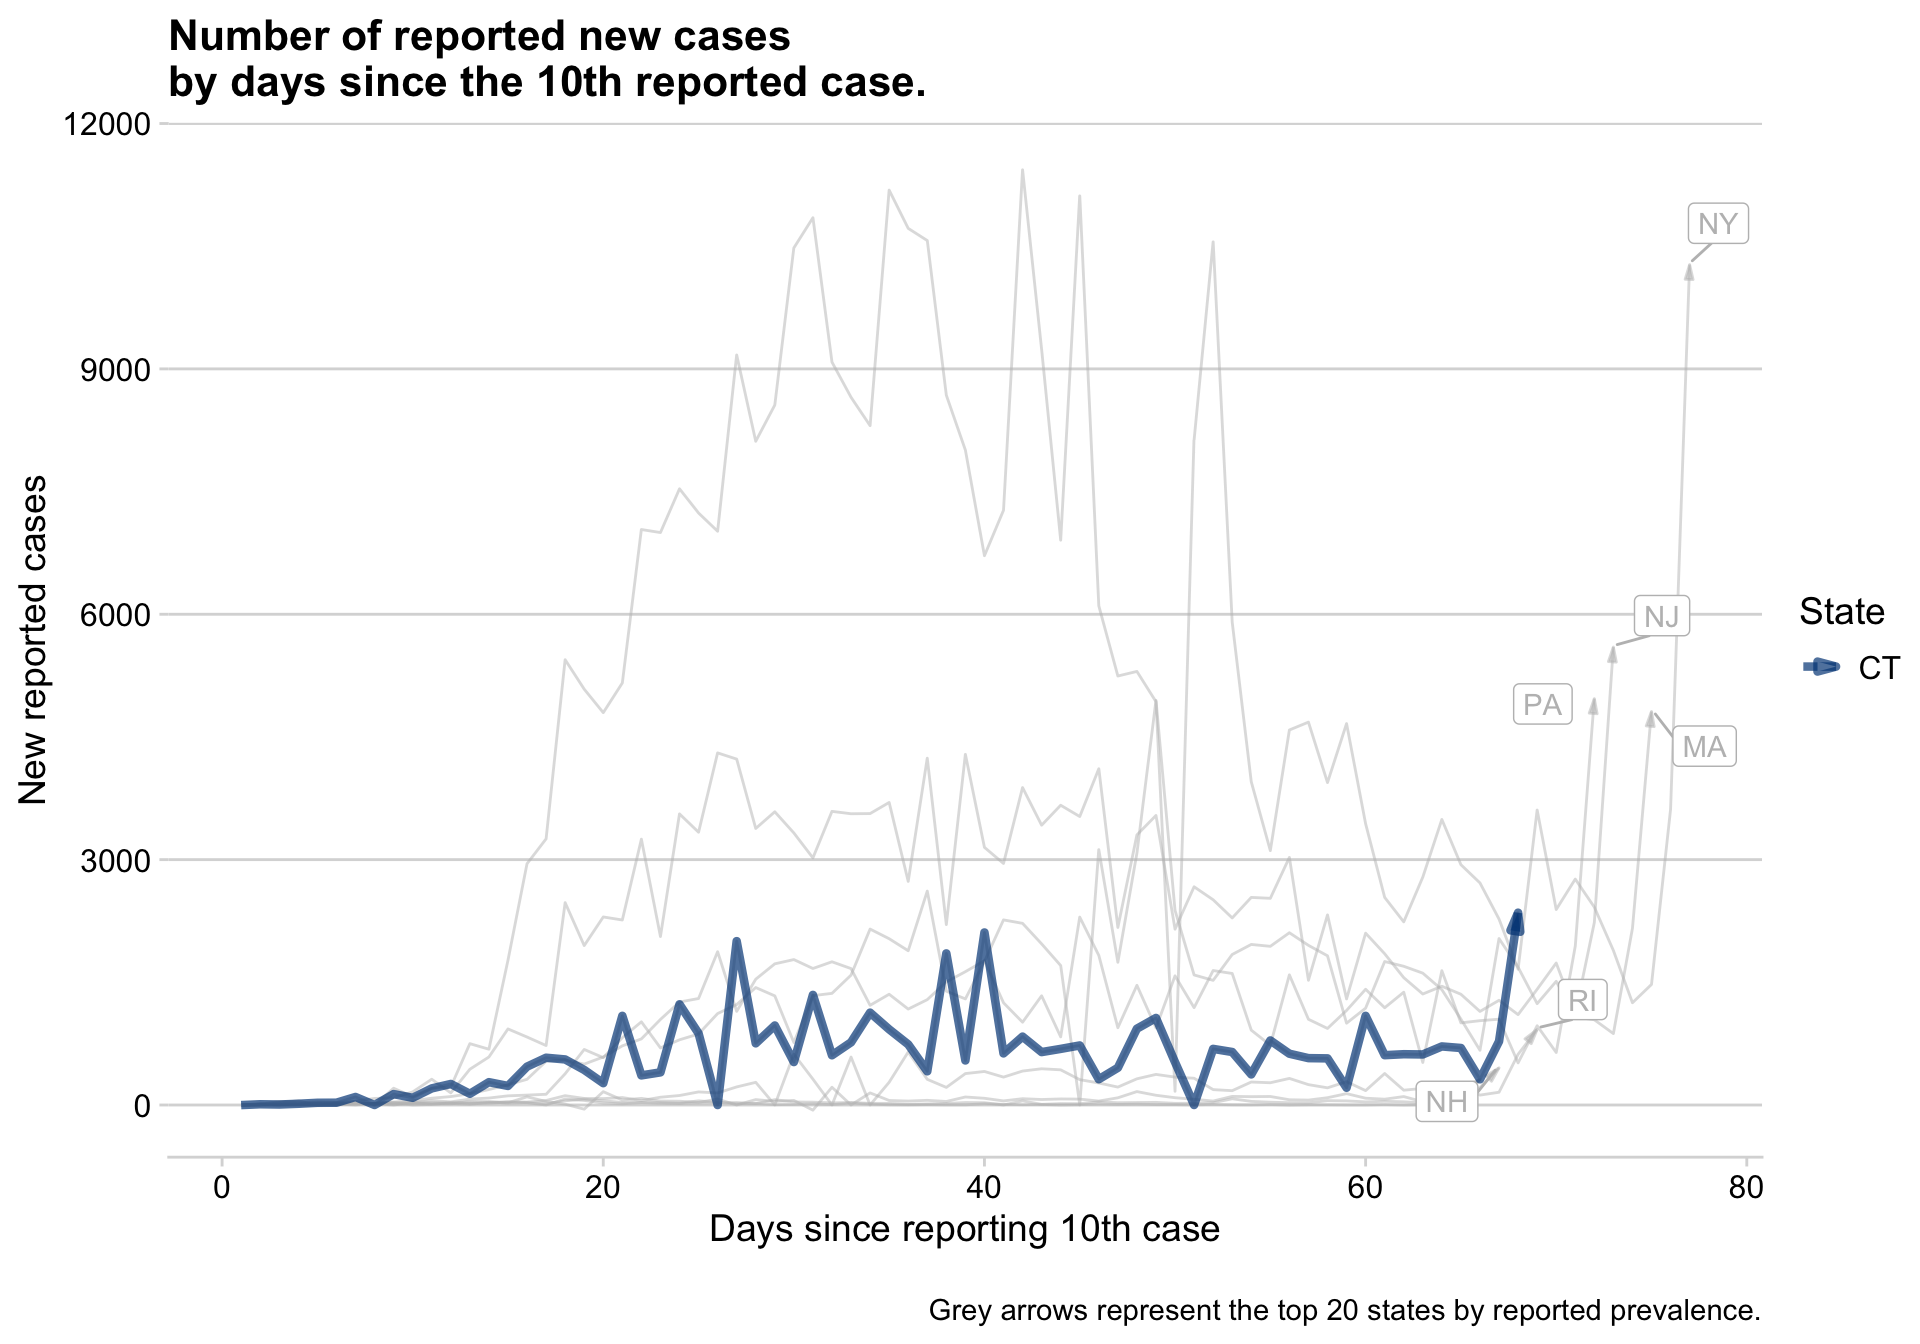 Number of reported new cases
by days since the 10th reported case.
12000
9000
6000
3000
0
New reported cases
NY
NJ
PA
MA
RI
NH
State
CT
0
20
40
60
80
Days since reporting 10th case
Grey arrows represent the top 20 states by reported prevalence.